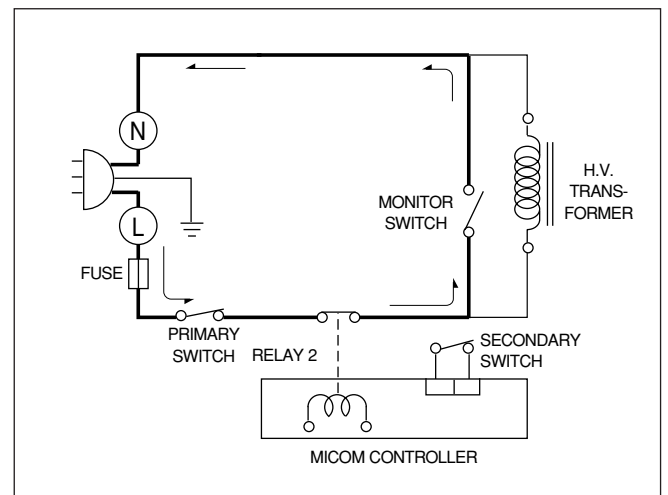 N
H.V.
TRANS-
FORMER
MONITOR
SWITCH
L
FUSE
PRIMARY
SWITCH
RELAY 2
SECONDARY
SWITCH
MICOM CONTROLLER